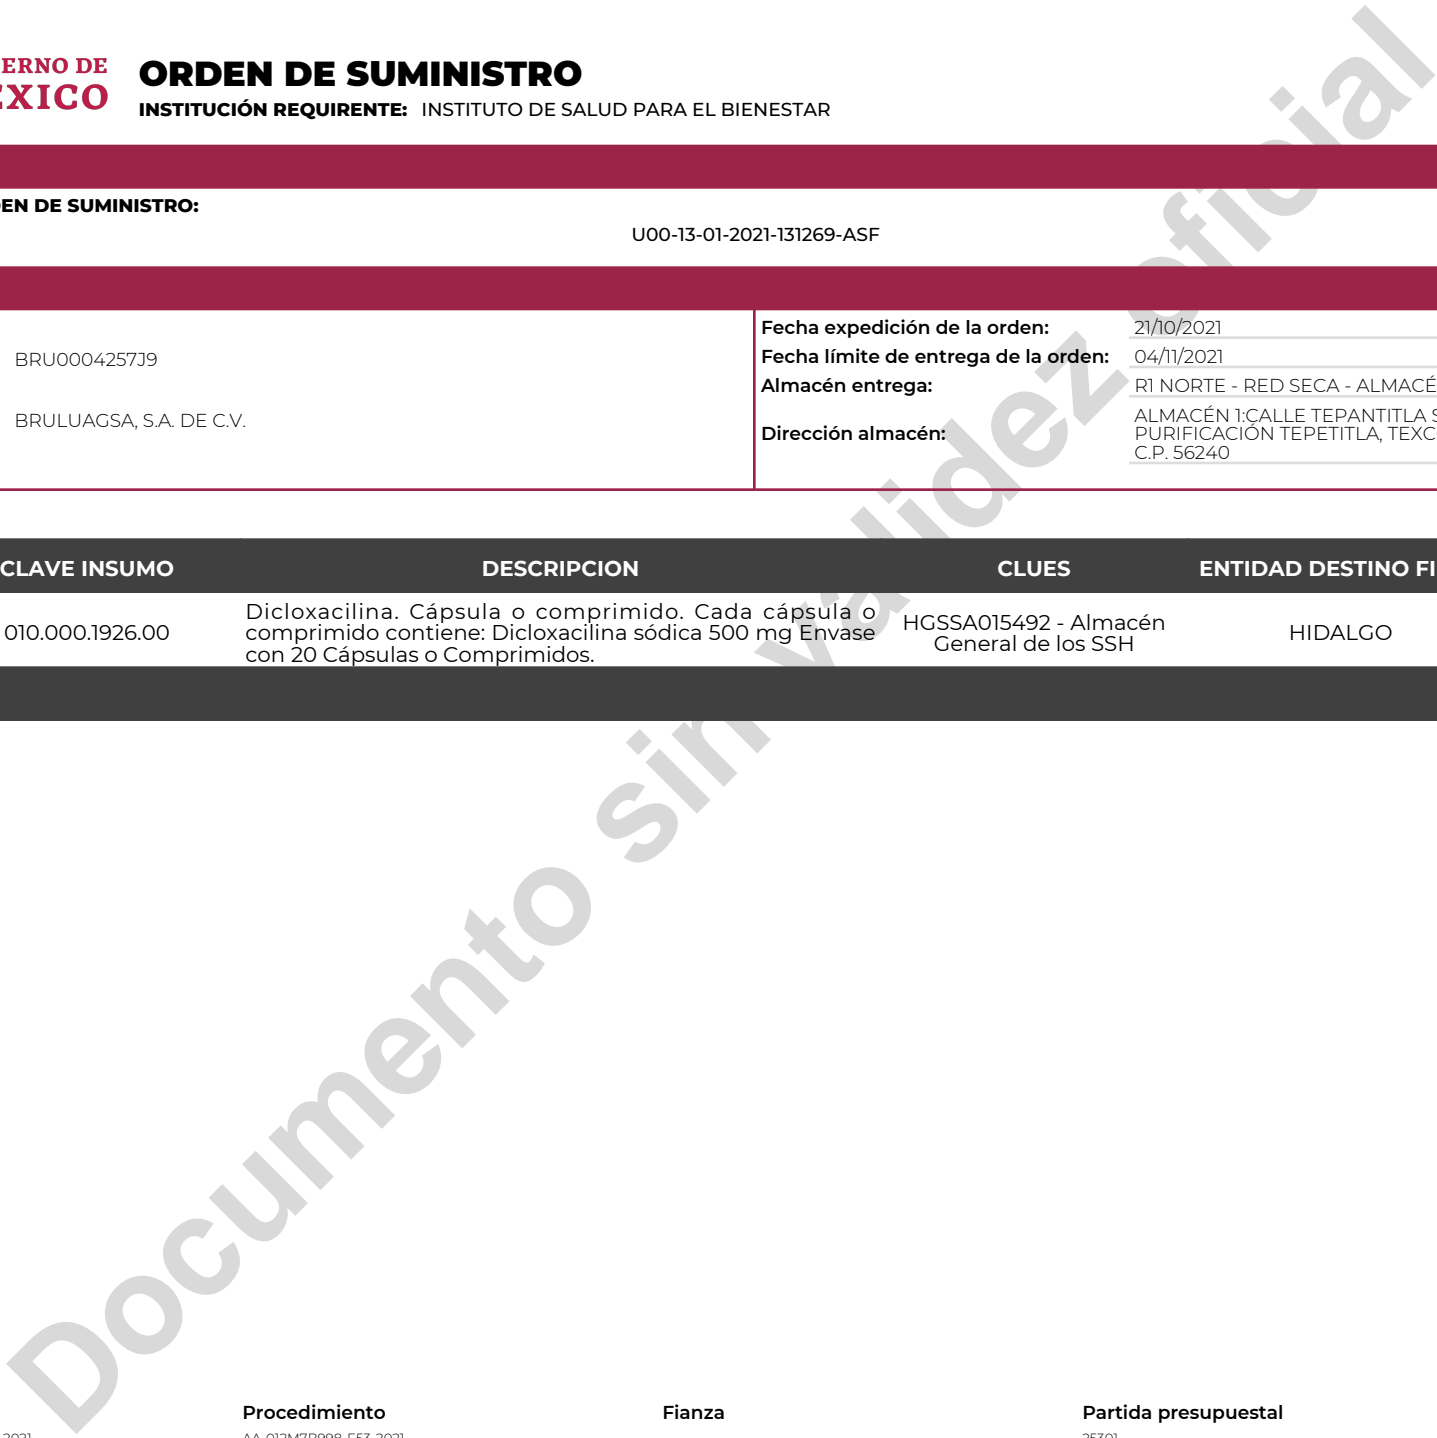 ERNO DE
EXICO
ORDEN DE SUMINISTRO
INSTITUCIÓN REQUIRENTE: INSTITUTO DE SALUD PARA EL BIENESTAR
EN DE SUMINISTRO:
U00-13-01-2021-131269-ASF
BRU0004257J9
BRULUAGSA, S.A. DE C.V.
Fecha expedición de la orden: 21/10/2021
Fecha límite de entrega de la orden: 04/11/2021
Almacén entrega: R1 NORTE - RED SECA - ALMACÉ
Dirección almacén:
ALMACÉN 1:CALLE TEPANTITLA S
PURIFICACIÓN TEPETITLA, TEXC
C.P. 56240
CLAVE INSUMO DESCRIPCION CLUES ENTIDAD DESTINO FI
010.000.1926.00
Dicloxacilina. Cápsula o comprimido. Cada cápsula o
comprimido contiene: Dicloxacilina sódica 500 mg Envase
con 20 Cápsulas o Comprimidos.
HGSSA015492 - Almacén
General de los SSH
HIDALGO
Documento sin validez oficial
Procedimiento Fianza Partida presupuestal